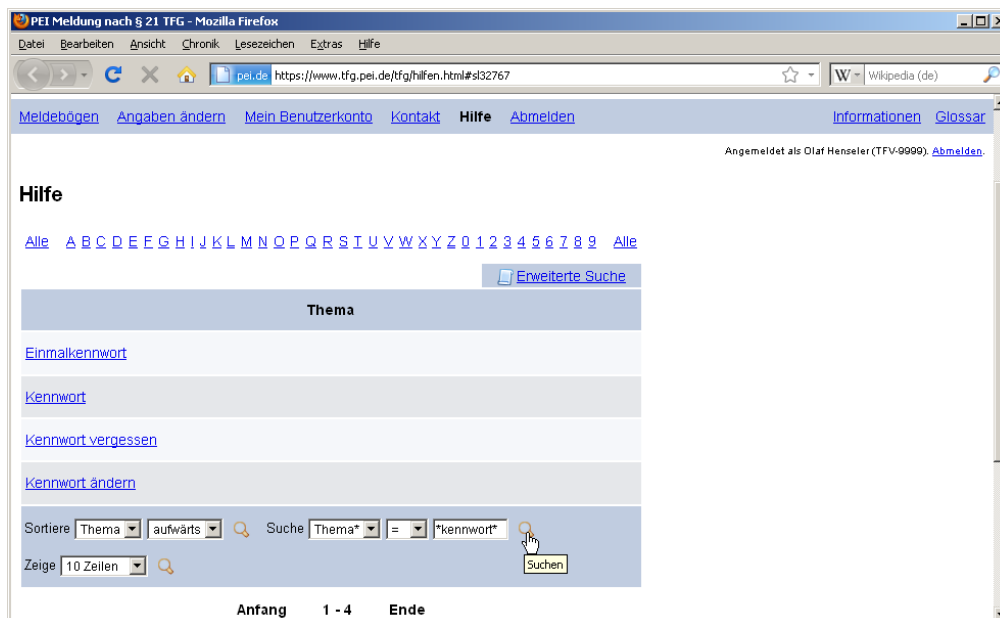 PEI Meldung nach § 21 TFG - Mozilla Firefox
Datei Bearbeiten Ansicht Chronik Lesezeichen Extras Hilfe
pei.de https://www.tfg.pei.de/tfg/hilfen.html#sl32767 W Wikipedia (de)
Meldebögen Angaben ändern Mein Benutzerkonto Kontakt Hilfe Abmelden Informationen Glossar
Angemeldet als Olaf Henseler (TFV-9999). Abmelden.
Hilfe
Alle A B C D E F G H I J K L M N O P Q R S T U V W X Y Z 0 1 2 3 4 5 6 7 8 9 Alle
Erweiterte Suche
Thema
Einmalkennwort
Kennwort
Kennwort vergessen
Kennwort ändern
Sortiere Thema aufwärts Suche Thema* = *kennwort*
Suchen
Zeige 10 Zeilen
Anfang 1 - 4 Ende